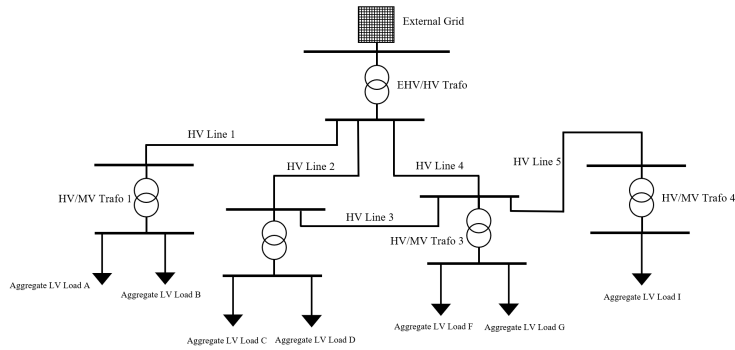 External Grid
EHV/HV Trafo
HV Line 1
HV Line 2
HV Line 4
HV Line 5
HV/MV Trafo 1
HV/MV Trafo 4
HV Line 3
HV/MV Trafo 3
Aggregate LV Load A
Aggregate LV Load B
Aggregate LV Load I
Aggregate LV Load C
Aggregate LV Load D
Aggregate LV Load F
Aggregate LV Load G